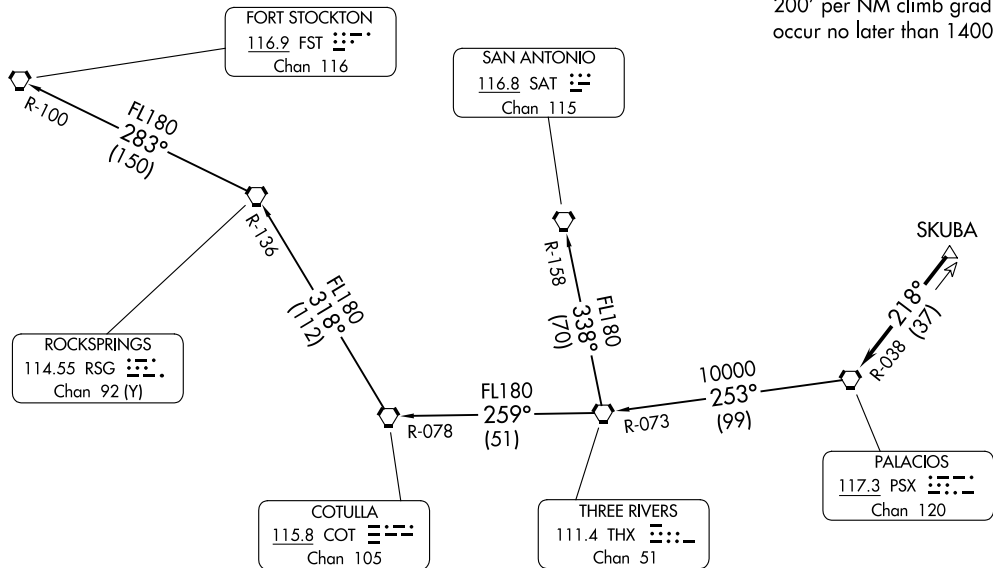 200' per NM climb grad
occur no later than 1400
FORT STOCKTON
116.9 FST
Chan 116
SAN ANTONIO
116.8 SAT
Chan 115
R-100
FL180
283°
(150)
R-136
R-158
SKUBA
218°
(37)
R-038
FL180
318°
(112)
FL180
338°
(70)
ROCKSPRINGS
114.55 RSG
Chan 92 (Y)
FL180
259°
(51)
R-078
10000
253°
(99)
R-073
COTULLA
115.8 COT
Chan 105
THREE RIVERS
111.4 THX
Chan 51
PALACIOS
117.3 PSX
Chan 120